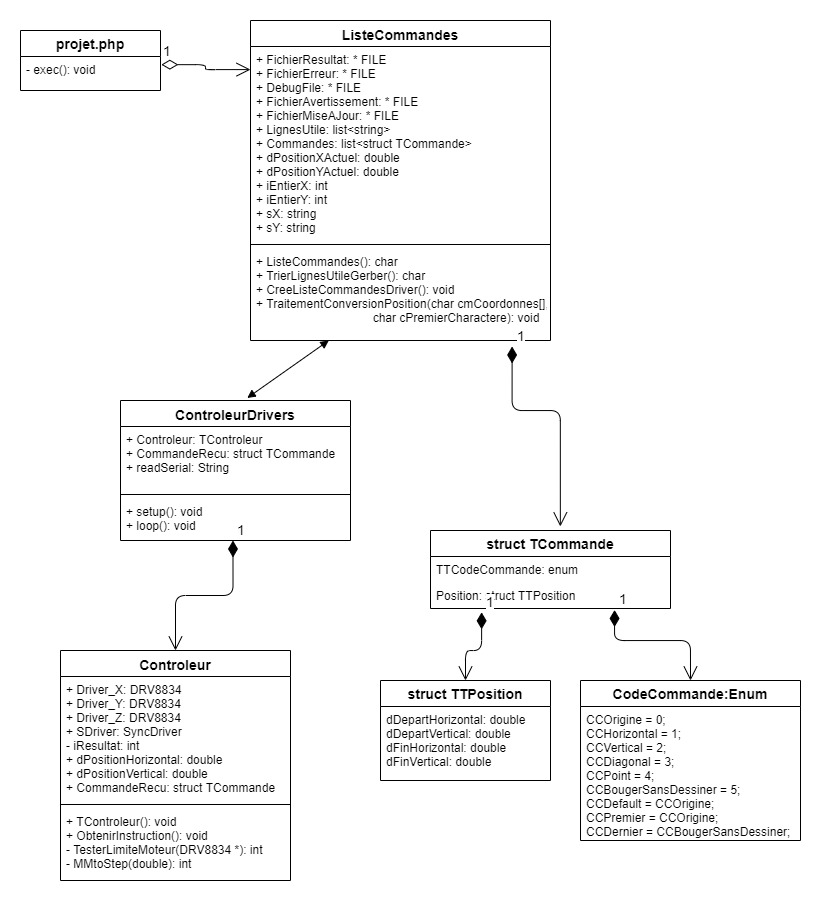 projet.php
- exec(): void
1
ListeCommandes
+ FichierResultat: * FILE
+ FichierErreur: * FILE
+ DebugFile: * FILE
+ FichierAvertissement: * FILE
+ FichierMiseAJour: * FILE
+ LignesUtile: list<string>
+ Commandes: list<struct TCommande>
+ dPositionXActuel: double
+ dPositionYActuel: double
+ iEntierX: int
+ iEntierY: int
+ sX: string
+ sY: string
+ ListeCommandes(): char
+ TrierLignesUtileGerber(): char
+ CreeListeCommandesDriver(): void
+ TraitementConversionPosition(char cmCoordonnes[],
char cPremierCharactere): void
1
ControleurDrivers
+ Controleur: TControleur
+ CommandeRecu: struct TCommande
+ readSerial: String
+ setup(): void
+ loop(): void
1
struct TCommande
TTCodeCommande: enum
Position: struct TTPosition
1
1
Controleur
+ Driver_X: DRV8834
+ Driver_Y: DRV8834
+ Driver_Z: DRV8834
+ SDriver: SyncDriver
- iResultat: int
+ dPositionHorizontal: double
+ dPositionVertical: double
+ CommandeRecu: struct TCommande
+ TControleur(): void
+ ObtenirInstruction(): void
- TesterLimiteMoteur(DRV8834 *): int
- MMtoStep(double): int
struct TTPosition
dDepartHorizontal: double
dDepartVertical: double
dFinHorizontal: double
dFinVertical: double
CodeCommande:Enum
CCOrigine = 0;
CCHorizontal = 1;
CCVertical = 2;
CCDiagonal = 3;
CCPoint = 4;
CCBougerSansDessiner = 5;
CCDefault = CCOrigine;
CCPremier = CCOrigine;
CCDernier = CCBougerSansDessiner;